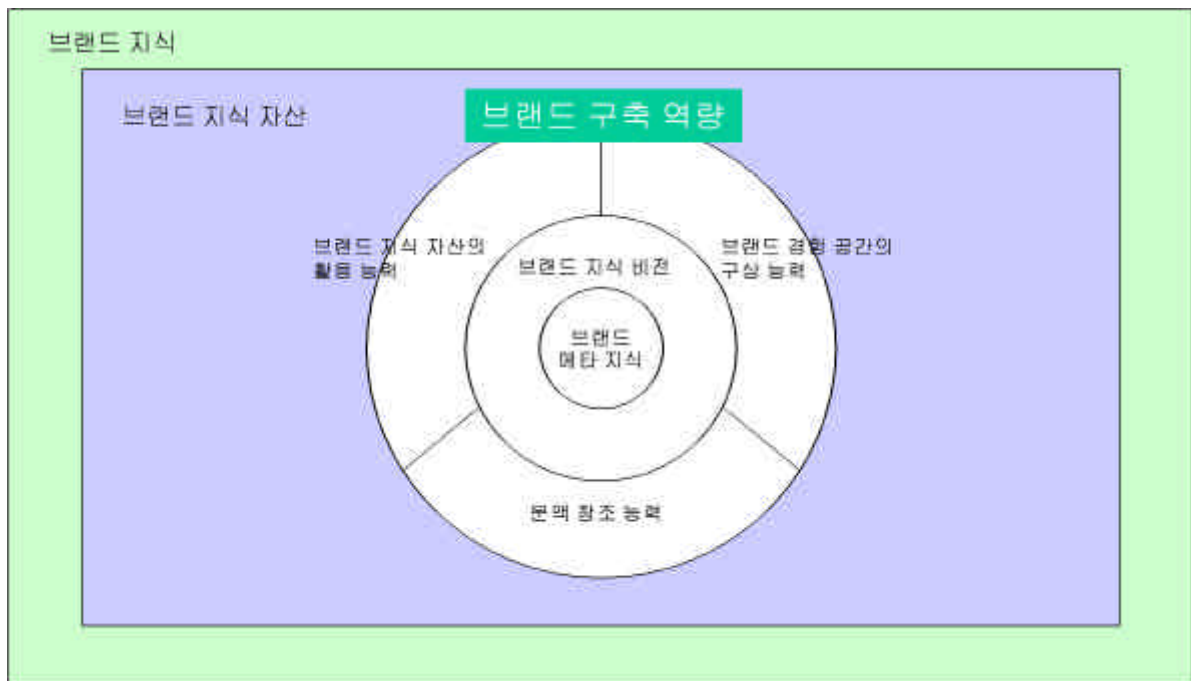 브랜드 지식
브랜드 지식 자산
브랜드 구축 역량
브랜드 지식 자산의
활용 능력
브랜드 경험 공간의
구상 능력
브랜드 지식 비전
브랜드
메타 지식
문맥 창조 능력